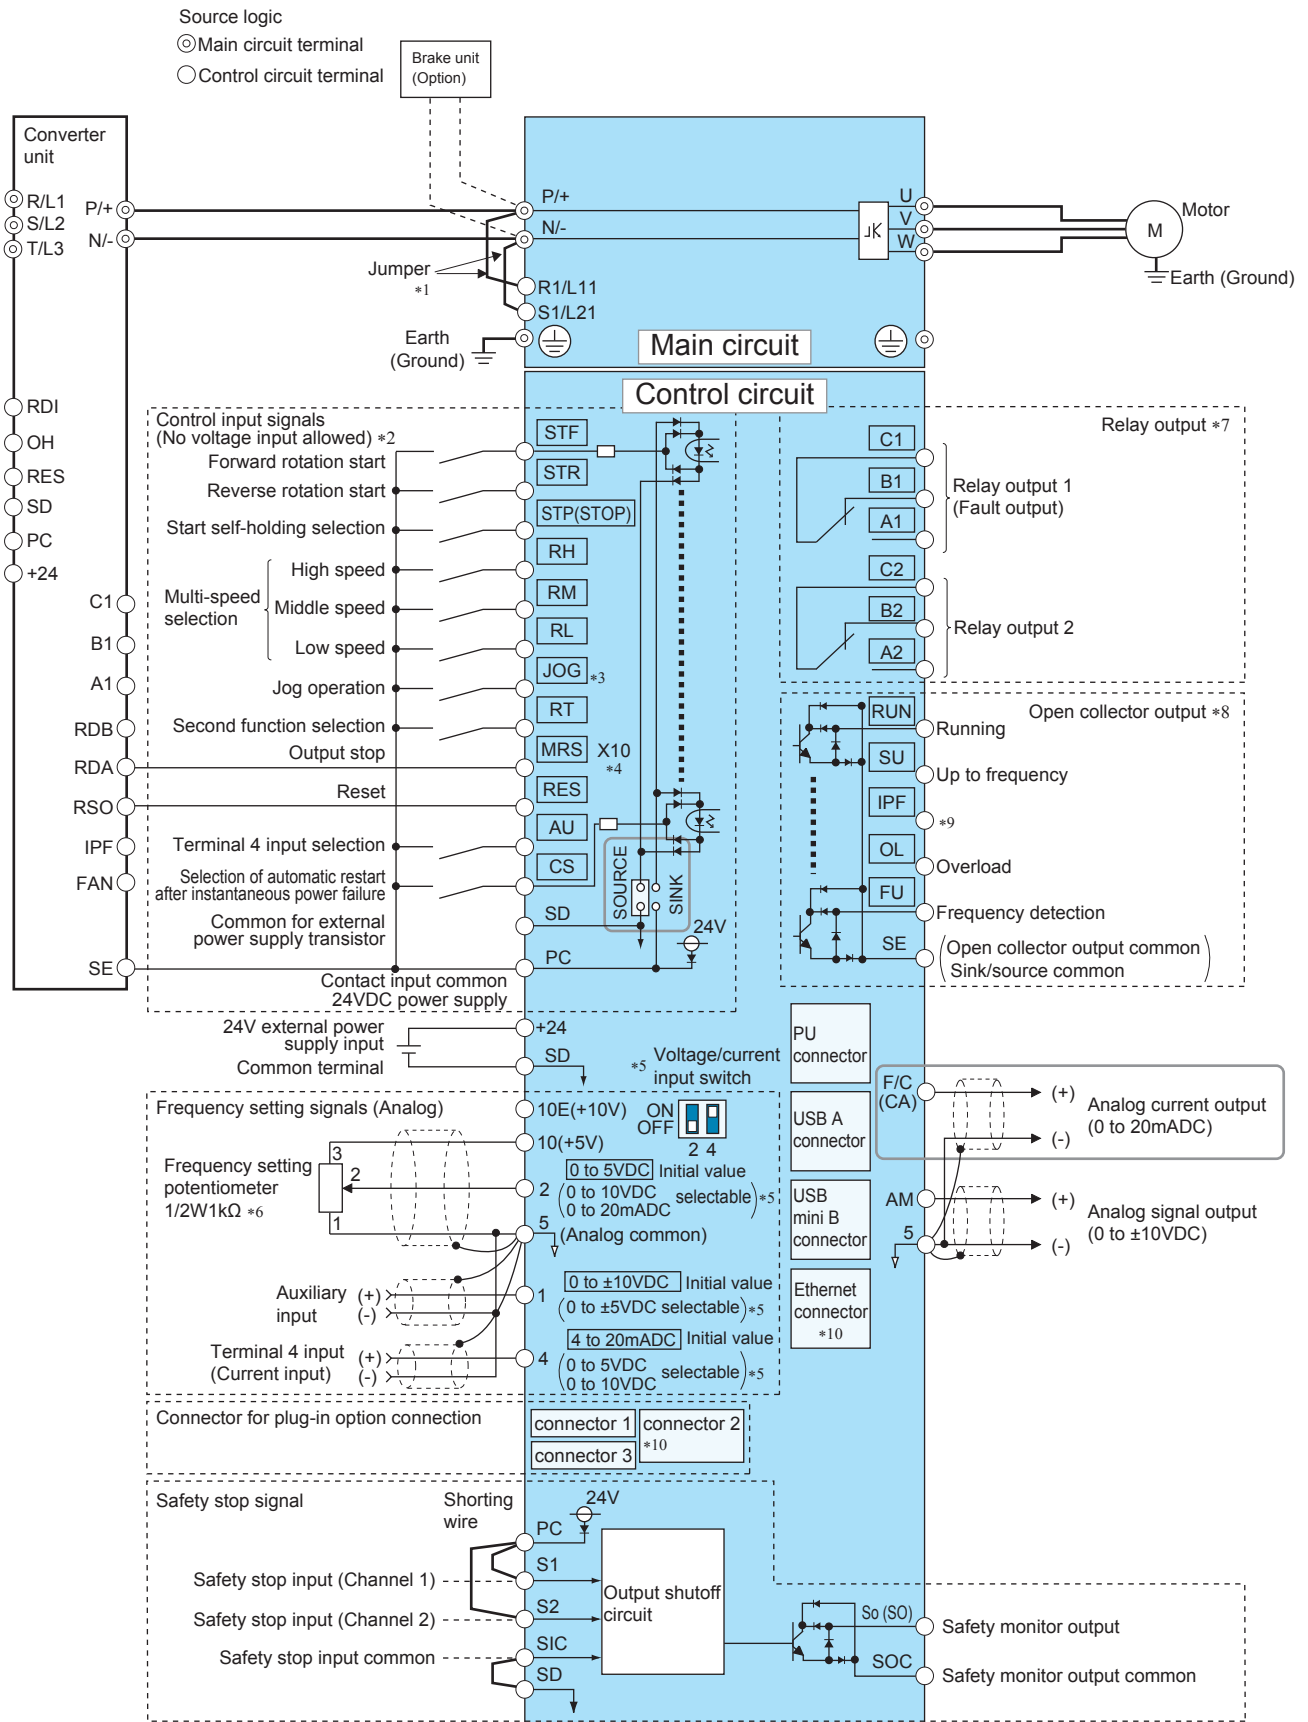 Source logic
Main circuit terminal
Control circuit terminal
Brake unit
(Option)
Converter
unit
R/L1
S/L2
T/L3
P/+
N/-
P/+
N/-
Jumper
*1
R1/L11
S1/L21
Earth
(Ground)
Main circuit
U
V
W
M
Motor
Earth (Ground)
RDI
OH
RES
SD
PC
+24
C1
B1
A1
RDB
RDA
RSO
IPF
FAN
SE
Control circuit
Control input signals
(No voltage input allowed) *2
Forward rotation start
Reverse rotation start
Start self-holding selection
Multi-speed
selection
High speed
Middle speed
Low speed
Jog operation
Second function selection
Output stop
Reset
Terminal 4 input selection
Selection of automatic restart
after instantaneous power failure
Common for external
power supply transistor
Contact input common
24VDC power supply
STF
STR
STP(STOP)
RH
RM
RL
JOG *3
RT
MRS X10
*4
RES
AU
CS
SD
PC
SOURCE
SINK
24V
Relay output *7
C1
B1
A1
Relay output 1
(Fault output)
C2
B2
A2
Relay output 2
Open collector output *8
RUN
Running
SU
Up to frequency
IPF
*9
OL
Overload
FU
Frequency detection
SE
Open collector output common
Sink/source common
24V external power
supply input
Common terminal
+24
SD
*5 Voltage/current
input switch
ON
OFF
2 4
PU
connector
USB A
connector
USB
mini B
connector
Ethernet
connector
*10
F/C
(CA)
(+)
(-)
Analog current output
(0 to 20mADC)
AM
5
(+)
(-)
Analog signal output
(0 to ±10VDC)
Frequency setting signals (Analog)
10E(+10V)
10(+5V)
Frequency setting
potentiometer
1/2W1kΩ *6
3
2
1
2
0 to 5VDC Initial value
(0 to 10VDC
0 to 20mADC selectable) *5
5
(Analog common)
Auxiliary
input
(+)
(-)
1
0 to ±10VDC Initial value
(0 to ±5VDC selectable) *5
Terminal 4 input
(Current input)
(+)
(-)
4
4 to 20mADC Initial value
(0 to 5VDC
0 to 10VDC selectable) *5
Connector for plug-in option connection
connector 1
connector 2
*10
connector 3
Safety stop signal
Shorting
wire
24V
PC
S1
S2
SIC
SD
Safety stop input (Channel 1)
Safety stop input (Channel 2)
Safety stop input common
Output shutoff
circuit
So (SO)
Safety monitor output
SOC
Safety monitor output common